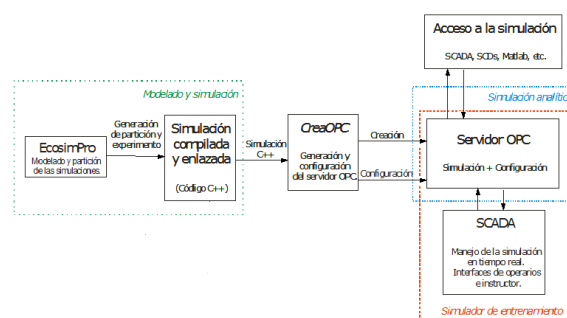 Acceso a la simulación
SCADA, SCDs, Matlab, etc.
Modelado y simulación
Simulación analític
EcosimPro
Modelado y partición
de las simulaciones.
Generación
de partición y
experimento
Simulación
compilada
y enlazada
(Código C++)
Simulación
C++
CreaOPC
Generación y
configuración
del servidor OPC.
Creación
Configuración
Servidor OPC
Simulación + Configuración
SCADA
Manejo de la simulación
en tiempo real.
Interfaces de operarios
e instructor.
Simulador de entrenamiento